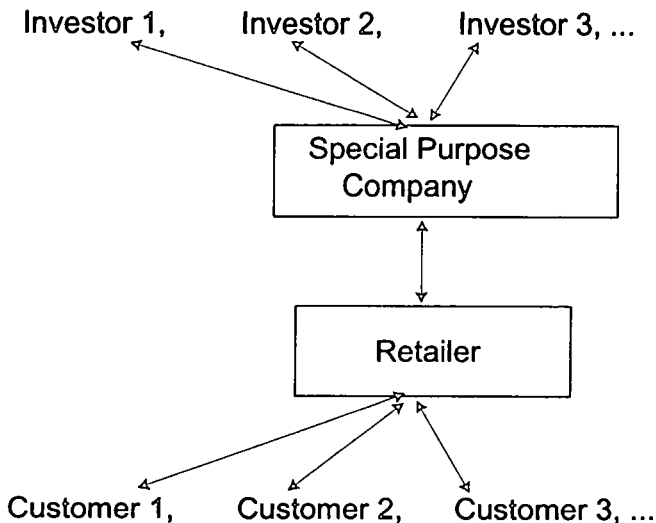 Investor 1, Investor 2, Investor 3, ...
Special Purpose
Company
Retailer
Customer 1, Customer 2, Customer 3, ...